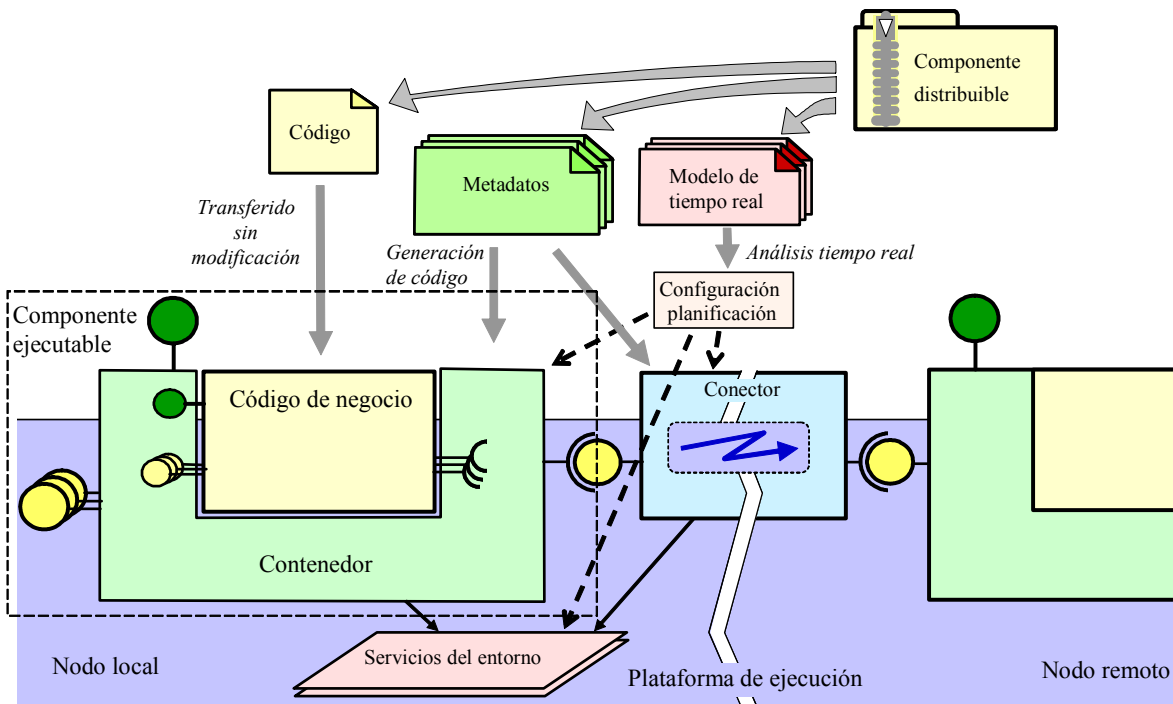 Componente
distribuible
Código
Metadatos
Modelo de
tiempo real
Transferido
sin
modificación
Generación
de código
Análisis tiempo real
Configuración
planificación
Componente
ejecutable
Código de negocio
Conector
Contenedor
Servicios del entorno
Nodo local
Plataforma de ejecución
Nodo remoto